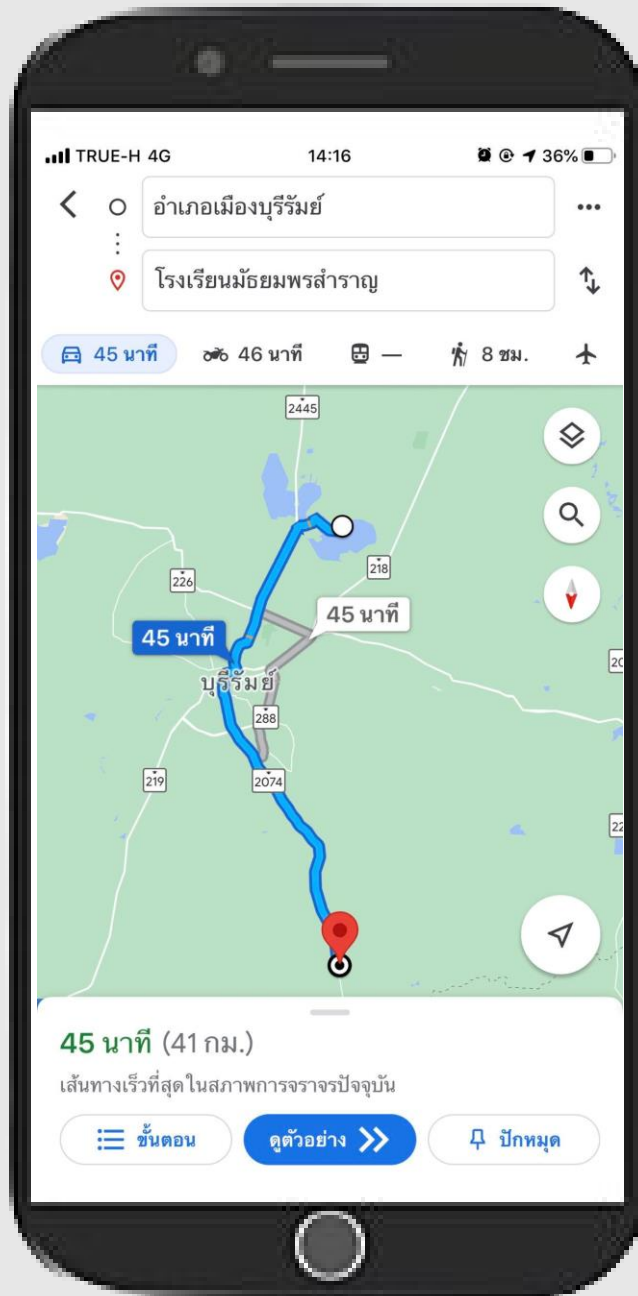 TRUE-H 4G 14:16 36%
อำเภอเมืองบุรีรัมย์
โรงเรียนมัธยมพรสำราญ
45 นาที 46 นาที — 8 ชม.
2445
218
226
45 นาที
45 นาที
20
บุรีรัมย์
288
219
2074
22
45 นาที (41 กม.)
เส้นทางเร็วที่สุดในสภาพการจราจรปัจจุบัน
ขั้นตอน ดูตัวอย่าง ปักหมุด